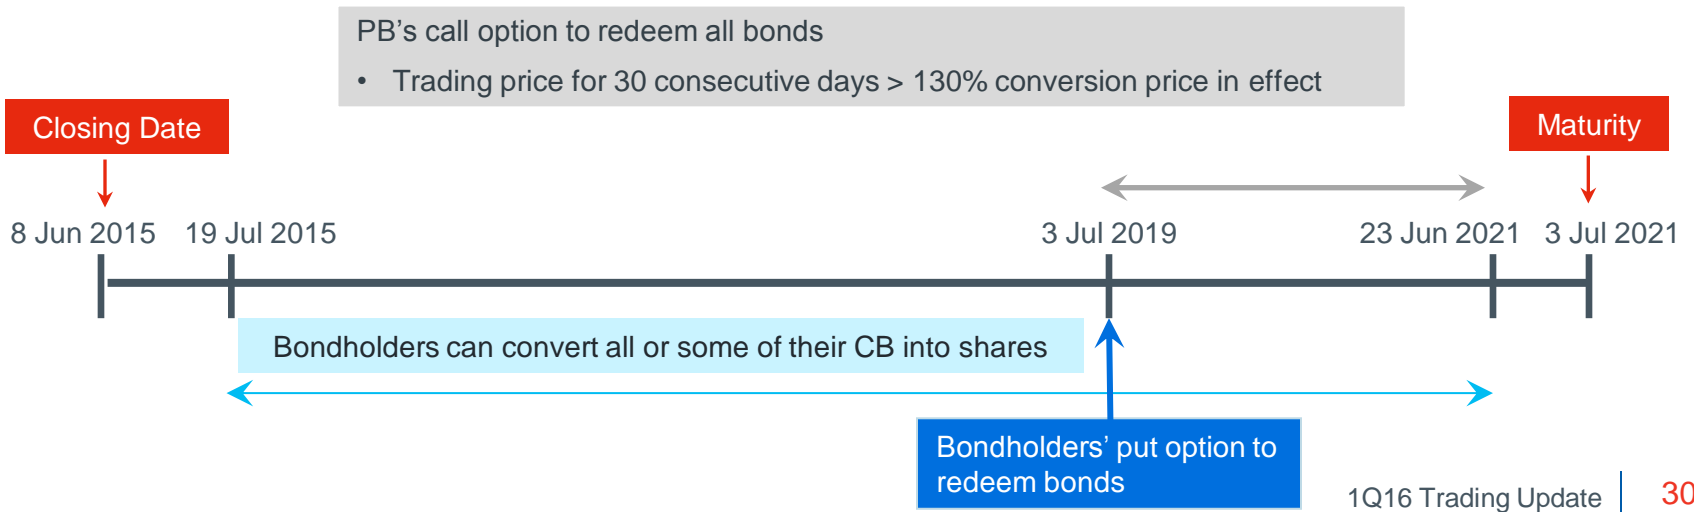 PB’s call option to redeem all bonds
• Trading price for 30 consecutive days > 130% conversion price in effect
Closing Date
Maturity
8 Jun 2015
19 Jul 2015
3 Jul 2019
23 Jun 2021
3 Jul 2021
Bondholders can convert all or some of their CB into shares
Bondholders’ put option to
redeem bonds
1Q16 Trading Update
30